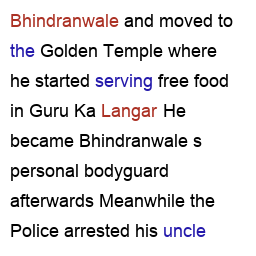 Bhindranwale and moved to
the Golden Temple where
he started serving free food
in Guru Ka Langar He
became Bhindranwale s
personal bodyguard
afterwards Meanwhile the
Police arrested his uncle